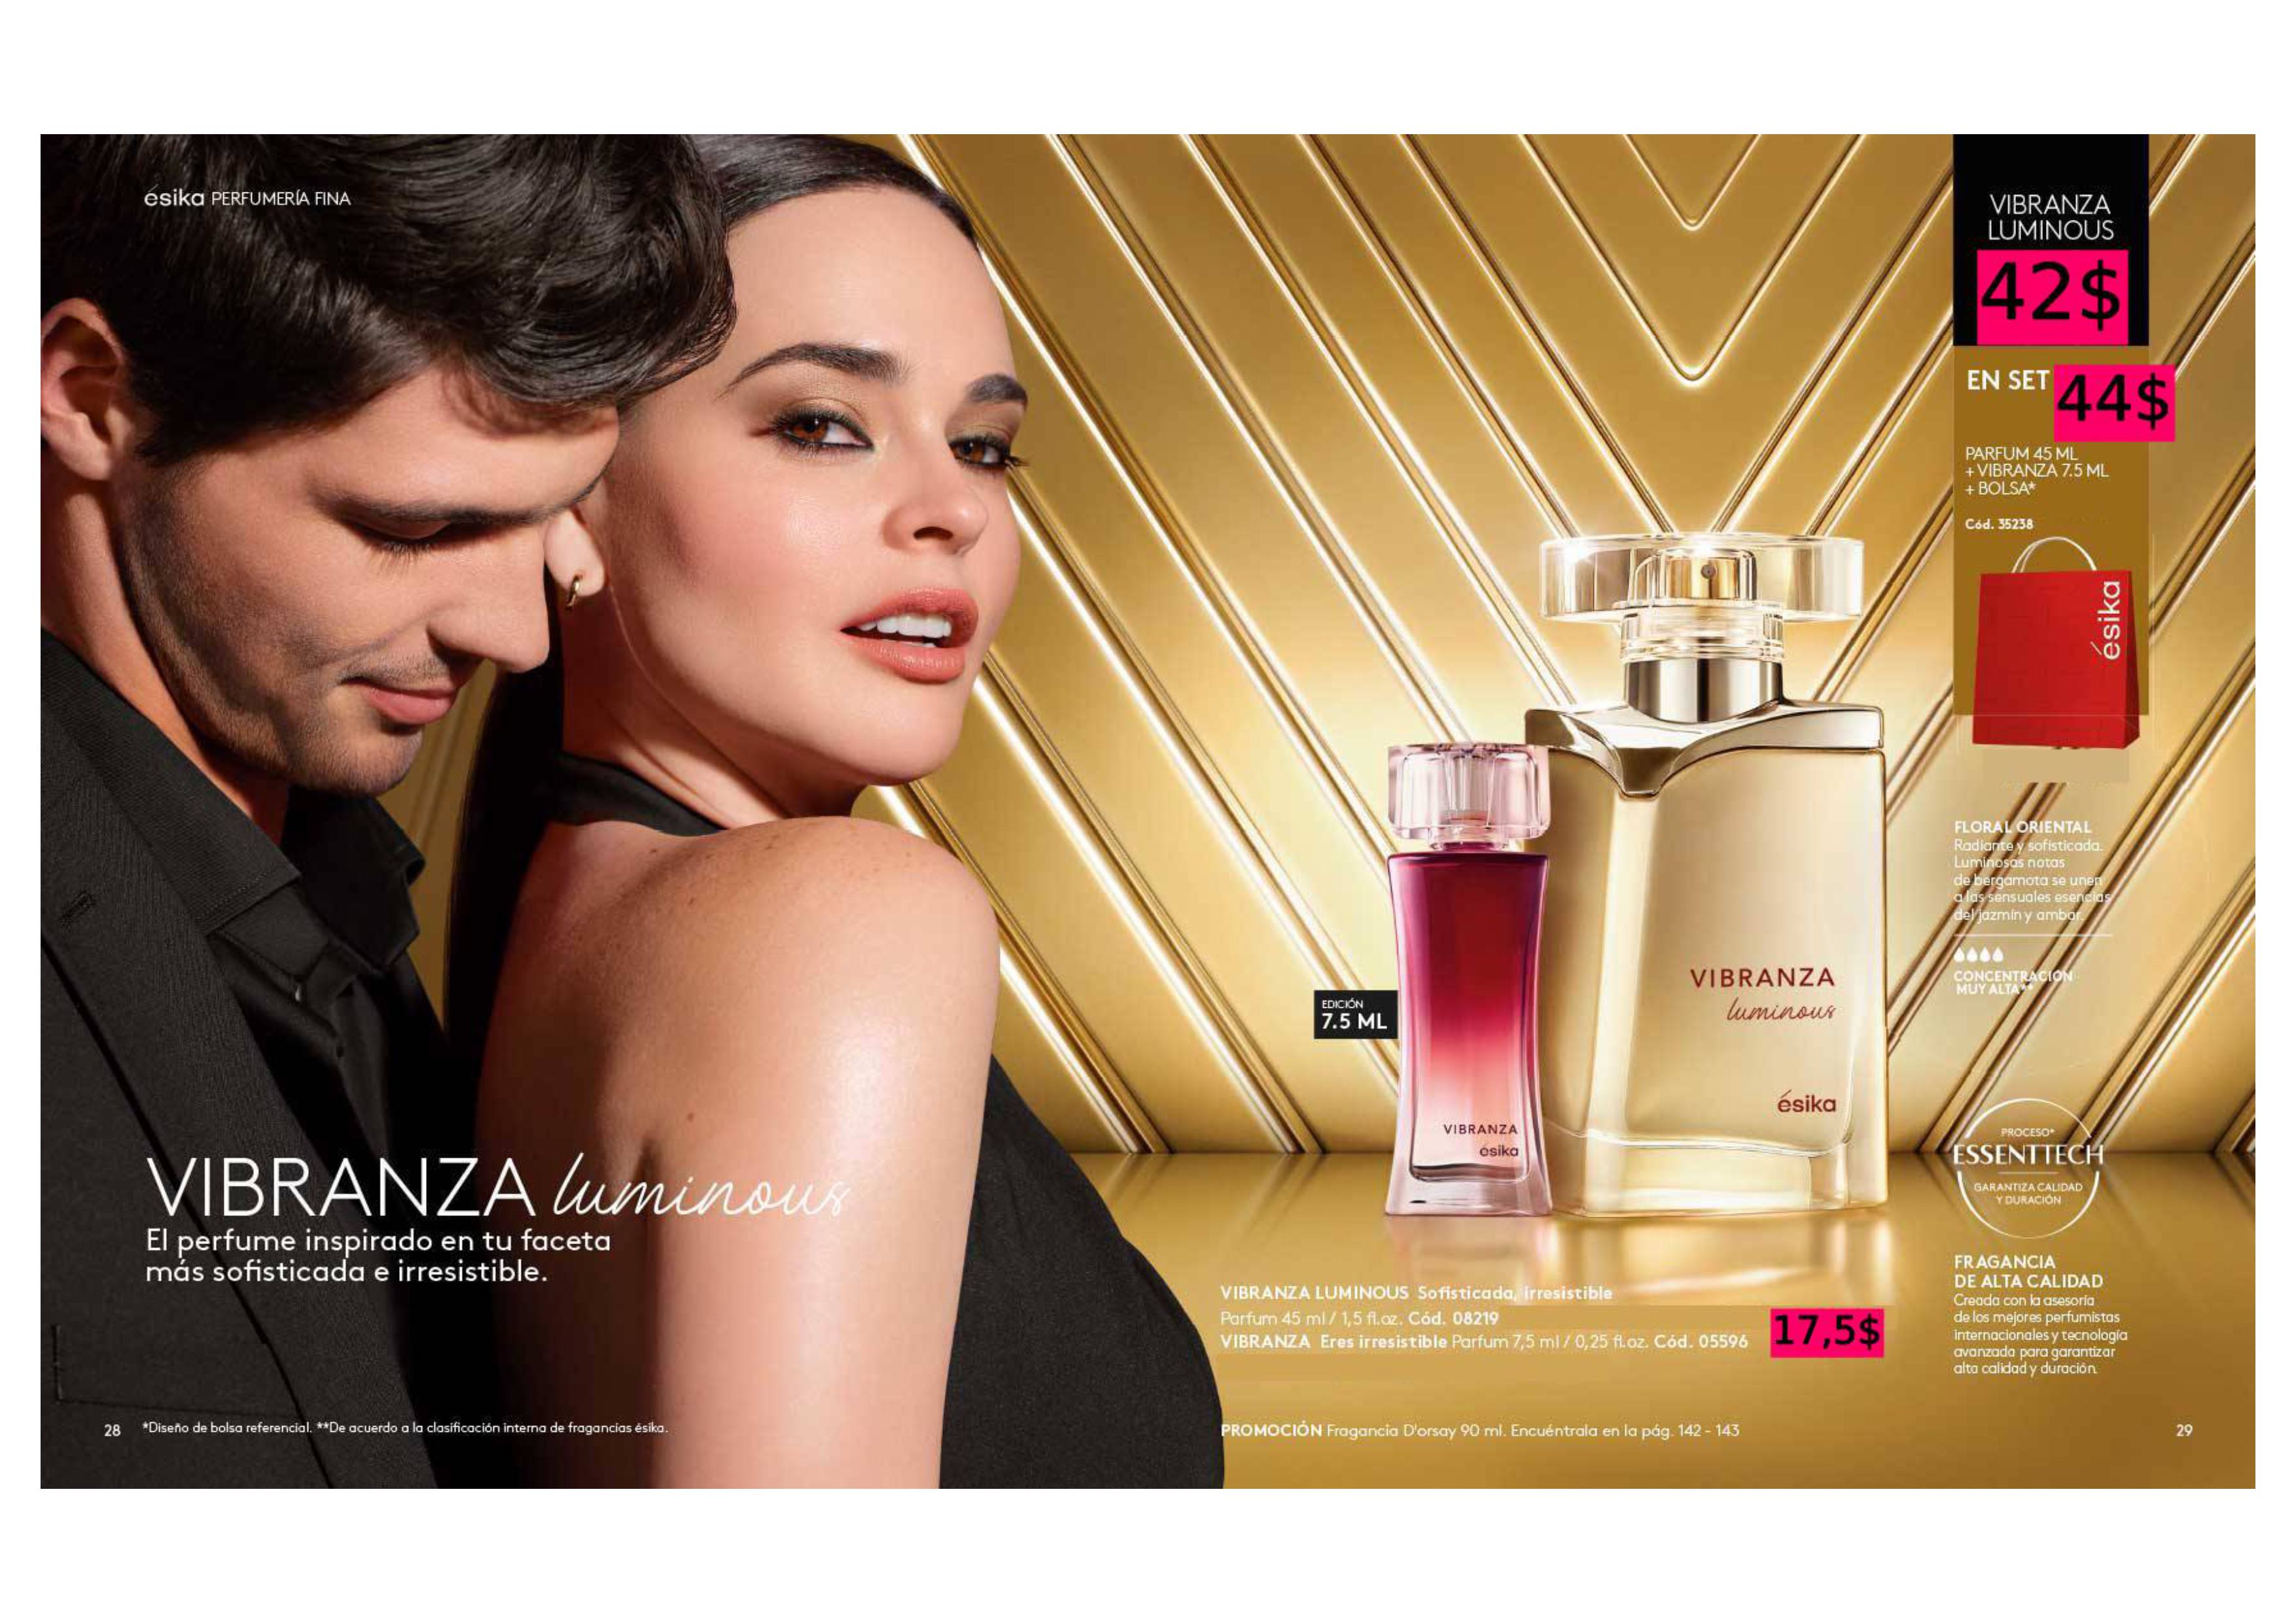 ésika PERFUMERÍA FINA
VIBRANZA luminous
El perfume inspirado en tu faceta
más sofisticada e irresistible.
28 *Diseño de bolsa referencial. **De acuerdo a la clasificación interna de fragancias ésika.
EDICIÓN
7.5 ML
VIBRANZA
ésika
VIBRANZA
luminous
ésika
VIBRANZA LUMINOUS Sofisticada, irresistible
Parfum 45 ml / 1,5 fl.oz. Cód. 08219
VIBRANZA Eres irresistible Parfum 7,5 ml / 0,25 fl.oz. Cód. 05596
17,5$
PROMOCIÓN Fragancia D'orsay 90 ml. Encuéntrala en la pág. 142 - 143
VIBRANZA
LUMINOUS
42$
EN SET
44$
PARFUM 45 ML
+ VIBRANZA 7.5 ML
+ BOLSA*
Cód. 35238
ésika
FLORAL ORIENTAL
Radiante y sofisticada.
Luminosas notas
de bergamota se unen
a las sensuales esencias
del jazmín y ambar.
CONCENTRACIÓN
MUY ALTA**
PROCESO*
ESSENTTECH
GARANTIZA CALIDAD
Y DURACIÓN
FRAGANCIA
DE ALTA CALIDAD
Creada con la asesoría
de los mejores perfumistas
internacionales y tecnología
avanzada para garantizar
alta calidad y duración.
29